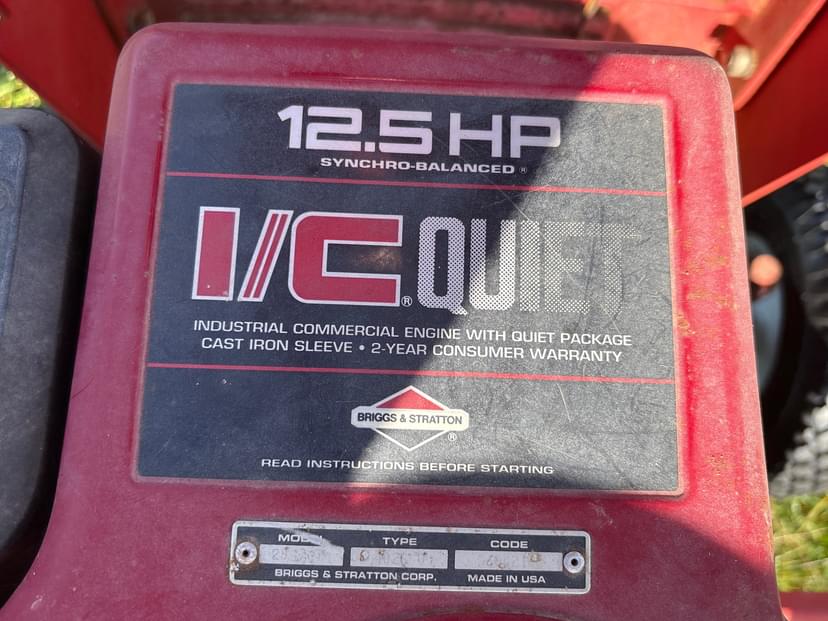 12.5 HP
SYNCHRO-BALANCED ®
I/C® QUIET
INDUSTRIAL COMMERCIAL ENGINE WITH QUIET PACKAGE
CAST IRON SLEEVE • 2-YEAR CONSUMER WARRANTY
BRIGGS & STRATTON
®
READ INSTRUCTIONS BEFORE STARTING
MODEL TYPE CODE
BRIGGS & STRATTON CORP. MADE IN USA